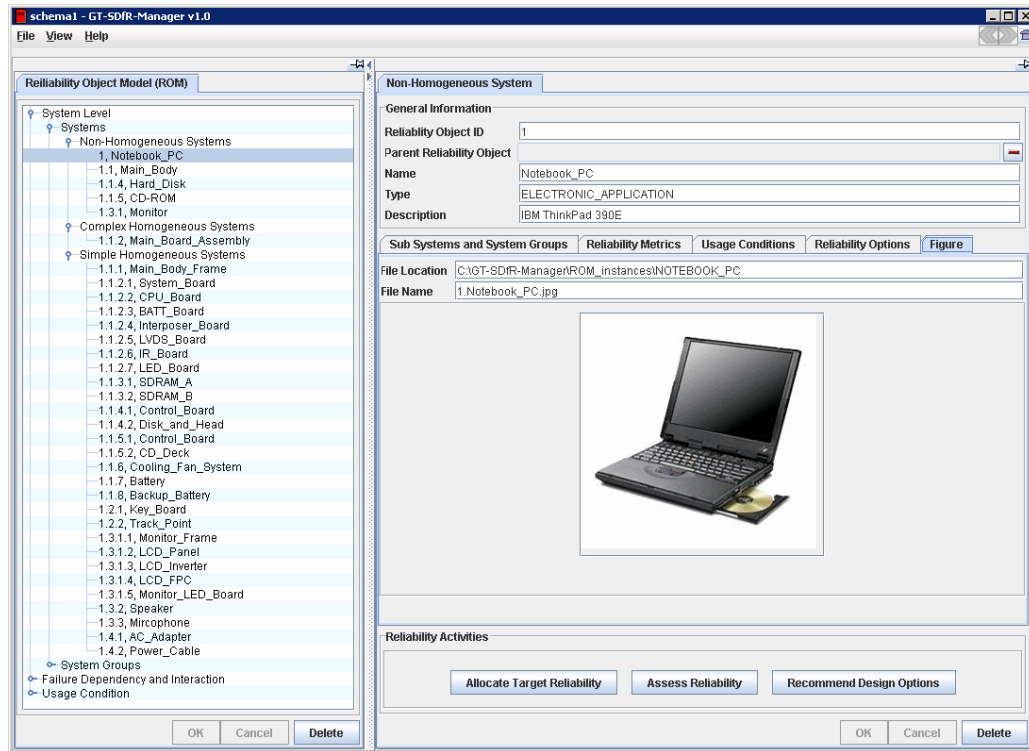 schema1 - GT-SDfR-Manager v1.0
File View Help
Reiliability Object Model (ROM)
System Level
Systems
Non-Homogeneous Systems
1, Notebook_PC
1.1, Main_Body
1.1.4, Hard_Disk
1.1.5, CD-ROM
1.3.1, Monitor
Complex Homogeneous Systems
1.1.2, Main_Board_Assembly
Simple Homogeneous Systems
1.1.1, Main_Body_Frame
1.1.2.1, System_Board
1.1.2.2, CPU_Board
1.1.2.3, BATT_Board
1.1.2.4, Interposer_Board
1.1.2.5, LVDS_Board
1.1.2.6, IR_Board
1.1.2.7, LED_Board
1.1.3.1, SDRAM_A
1.1.3.2, SDRAM_B
1.1.4.1, Control_Board
1.1.4.2, Disk_and_Head
1.1.5.1, Control_Board
1.1.5.2, CD_Deck
1.1.6, Cooling_Fan_System
1.1.7, Battery
1.1.8, Backup_Battery
1.2.1, Key_Board
1.2.2, Track_Point
1.3.1.1, Monitor_Frame
1.3.1.2, LCD_Panel
1.3.1.3, LCD_Inverter
1.3.1.4, LCD_FPC
1.3.1.5, Monitor_LED_Board
1.3.2, Speaker
1.3.3, Mircophone
1.4.1, AC_Adapter
1.4.2, Power_Cable
System Groups
Failure Dependency and Interaction
Usage Condition
OK Cancel Delete
Non-Homogeneous System
General Information
Reliablity Object ID 1
Parent Reliability Object
Name Notebook_PC
Type ELECTRONIC_APPLICATION
Description IBM ThinkPad 390E
Sub Systems and System Groups Reliability Metrics Usage Conditions Reliability Options Figure
File Location C:\GT-SDfR-Manager\ROM_instances\NOTEBOOK_PC
File Name 1.Notebook_PC.jpg
Reliability Activities
Allocate Target Reliability Assess Reliability Recommend Design Options
OK Cancel Delete